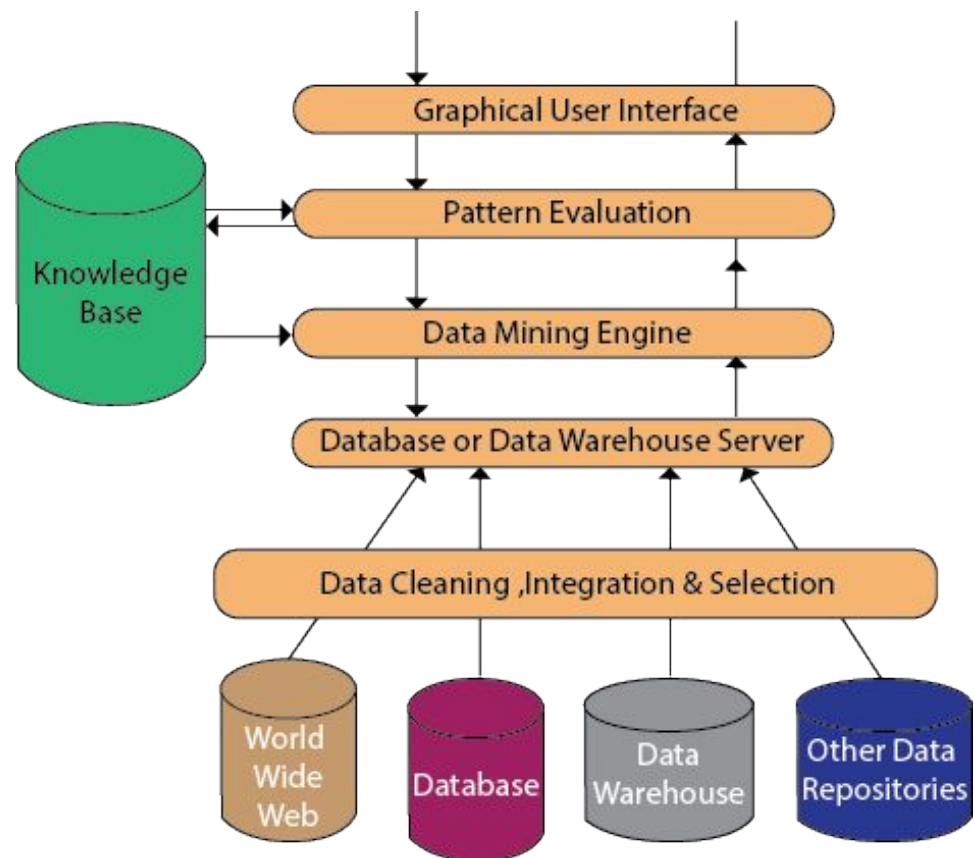 Graphical User Interface
Pattern Evaluation
Knowledge
Base
Data Mining Engine
Database or Data Warehouse Server
Data Cleaning ,Integration & Selection
World
Wide
Web
Database
Data
Warehouse
Other Data
Repositories